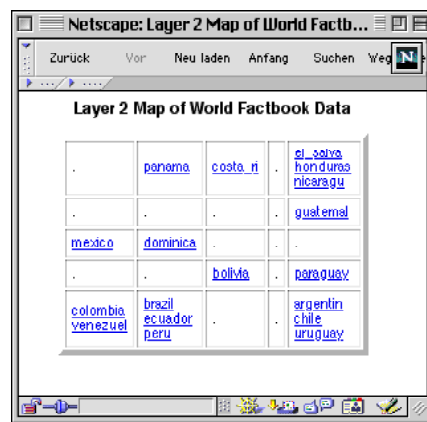 Netscape: Layer 2 Map of World Factb...
Zurück Vor Neu laden Anfang Suchen Weg N e
.../ ..../
Layer 2 Map of World Factbook Data
. panama costa_ri . el_salva
honduras
nicaragu
. . . . guatemal
mexico dominica . . .
. . bolivia . paraguay
colombia
venezuel
brazil
ecuador
peru
. . argentin
chile
uruguay